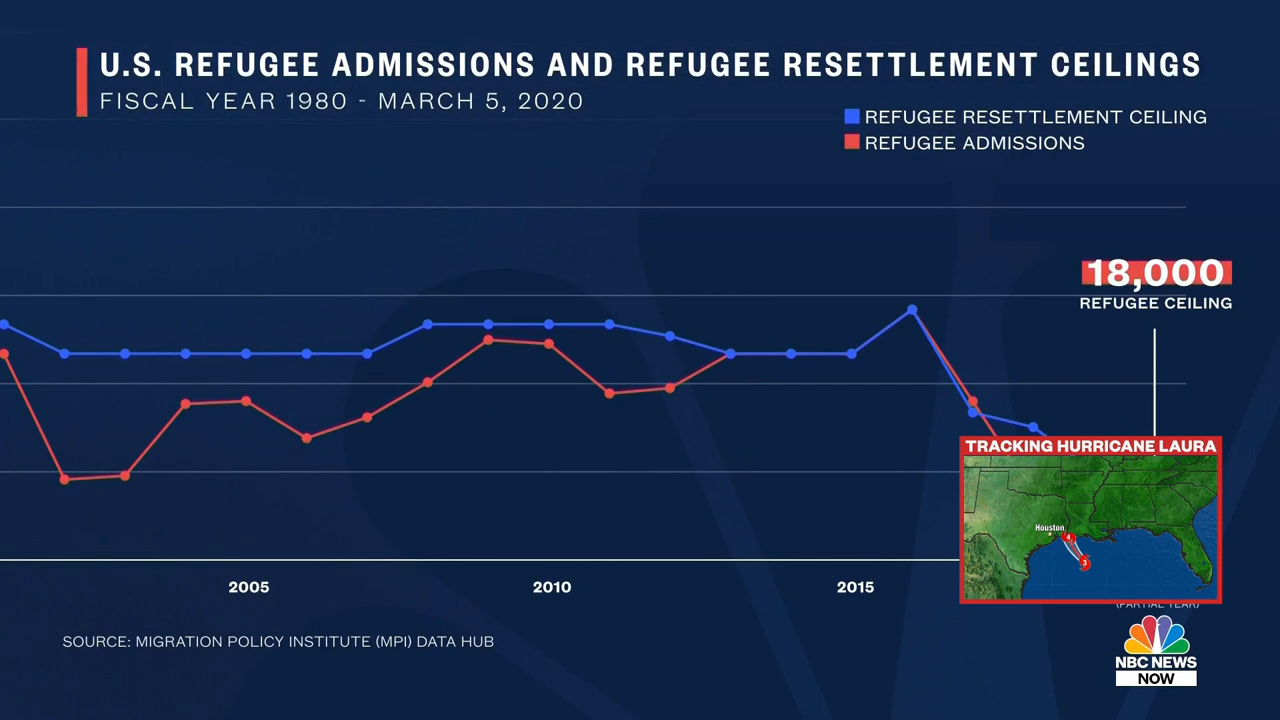 U.S. REFUGEE ADMISSIONS AND REFUGEE RESETTLEMENT CEILINGS
FISCAL YEAR 1980 - MARCH 5, 2020
REFUGEE RESETTLEMENT CEILING
REFUGEE ADMISSIONS
18,000
REFUGEE CEILING
TRACKING HURRICANE LAURA
Houston
4
3
2005
2010
2015
(PARTIAL YEAR)
SOURCE: MIGRATION POLICY INSTITUTE (MPI) DATA HUB
NBC NEWS
NOW